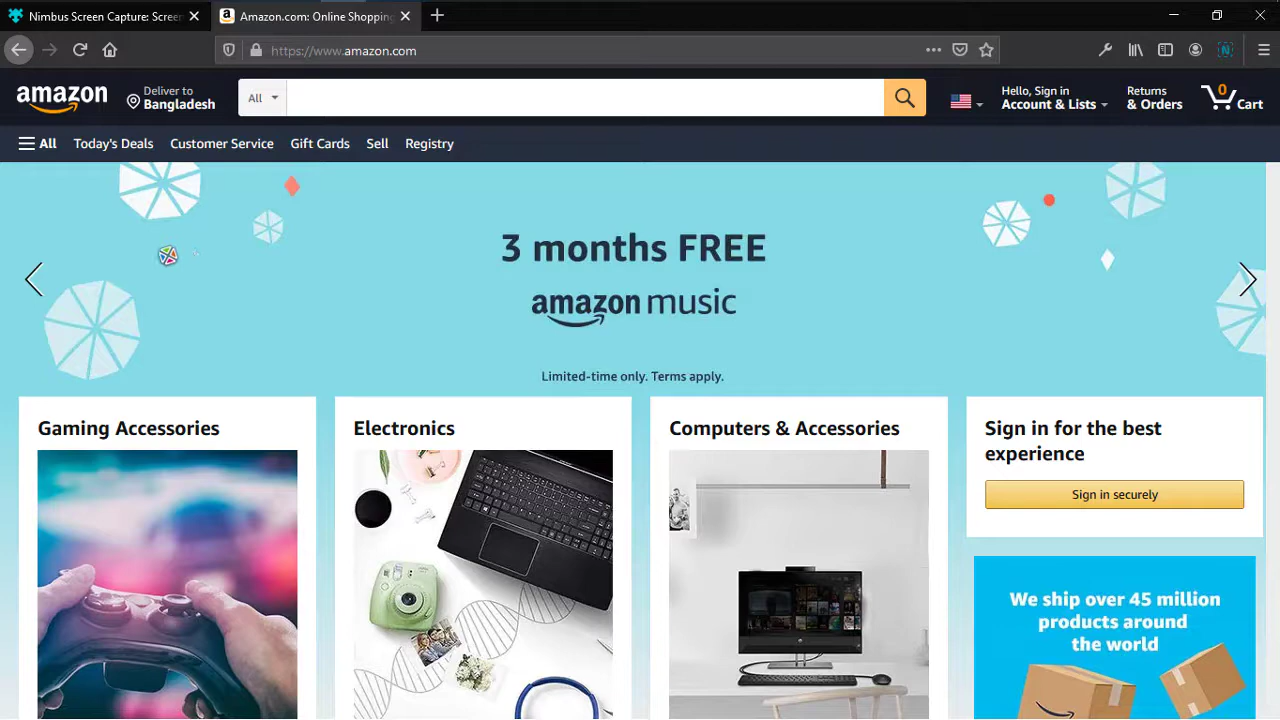 Nimbus Screen Capture: Screen
Amazon.com: Online Shopping
https://www.amazon.com
amazon
Deliver to
Bangladesh
All
Hello, Sign in
Account & Lists
Returns
& Orders
0
Cart
All
Today's Deals
Customer Service
Gift Cards
Sell
Registry
3 months FREE
amazon music
Limited-time only. Terms apply.
Gaming Accessories
Electronics
Computers & Accessories
Sign in for the best
experience
Sign in securely
We ship over 45 million
products around
the world